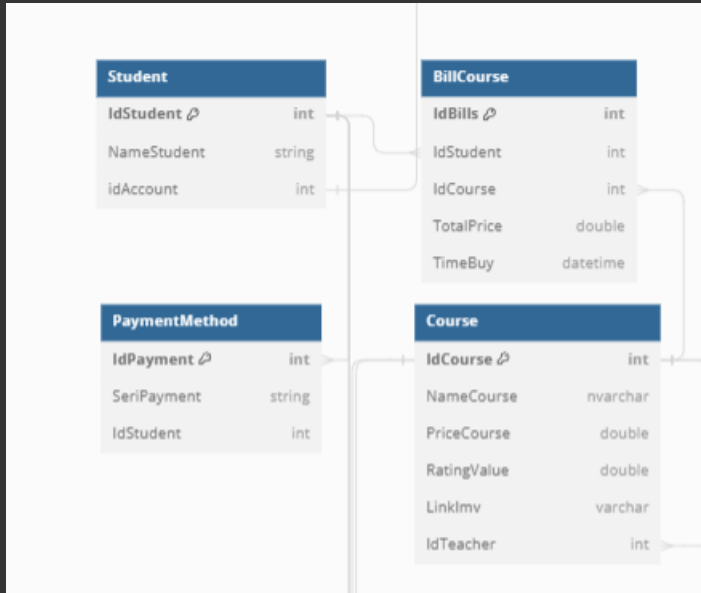 Student
IdStudent int
NameStudent string
idAccount int
BillCourse
IdBills int
IdStudent int
IdCourse int
TotalPrice double
TimeBuy datetime
PaymentMethod
IdPayment int
SeriPayment string
IdStudent int
Course
IdCourse int
NameCourse nvarchar
PriceCourse double
RatingValue double
LinkImv varchar
IdTeacher int